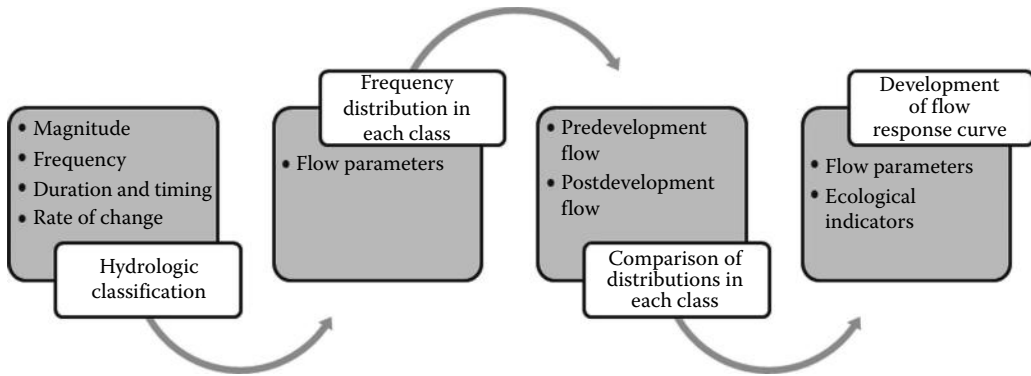 • Magnitude
• Frequency
• Duration and timing
• Rate of change
Hydrologic
classification
Frequency
distribution in
each class
• Flow parameters
• Predevelopment
flow
• Postdevelopment
flow
Comparison of
distributions in
each class
Development
of flow
response curve
• Flow parameters
• Ecological
indicators